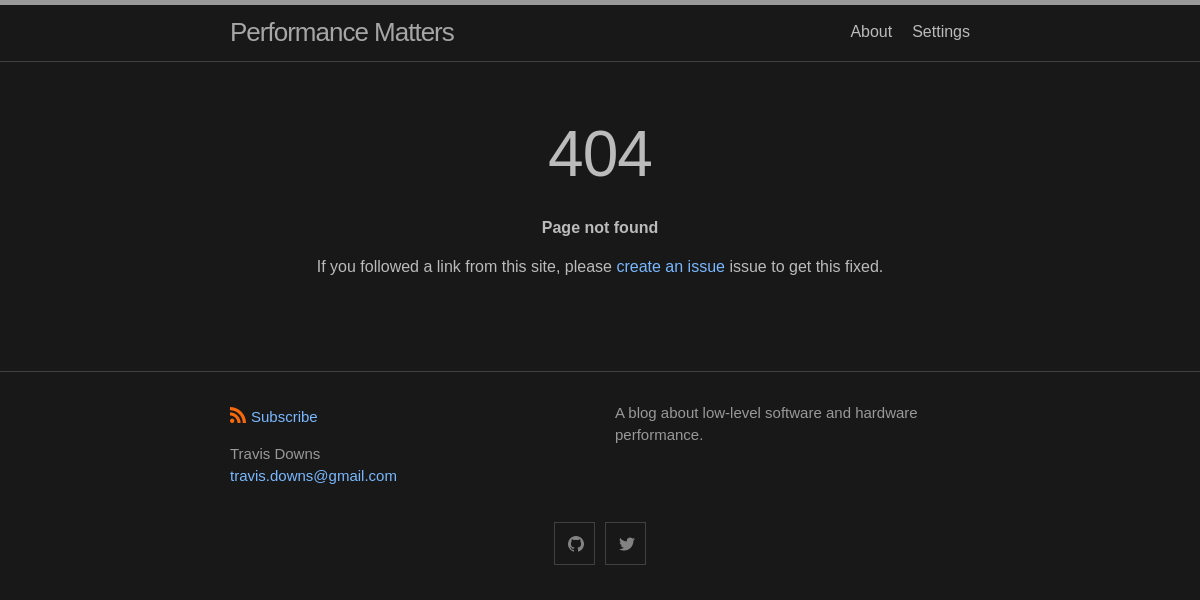 Performance Matters
About Settings
404
Page not found
If you followed a link from this site, please create an issue issue to get this fixed.
Subscribe
Travis Downs
travis.downs@gmail.com
A blog about low-level software and hardware
performance.